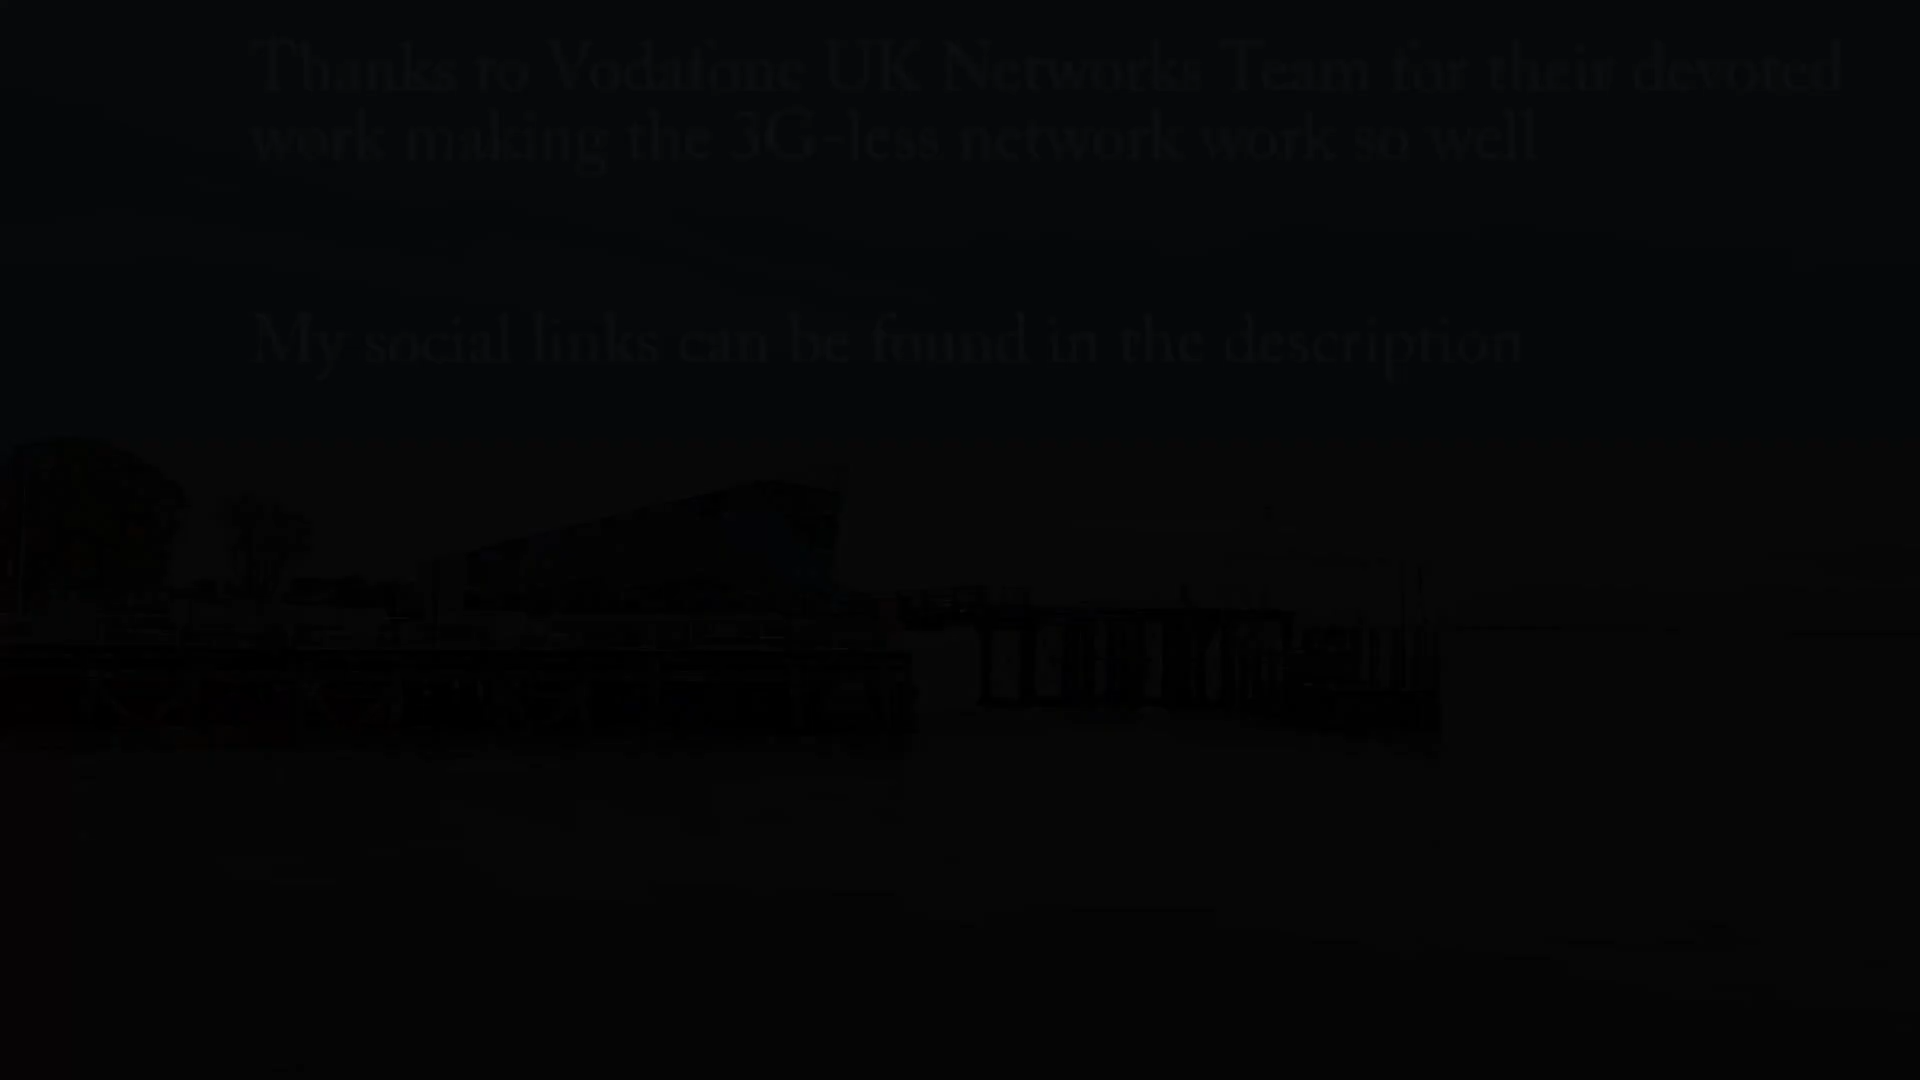 Thanks to Vodafone UK Networks Team for their devoted
work making the 3G-less network work so well
My social links can be found in the description